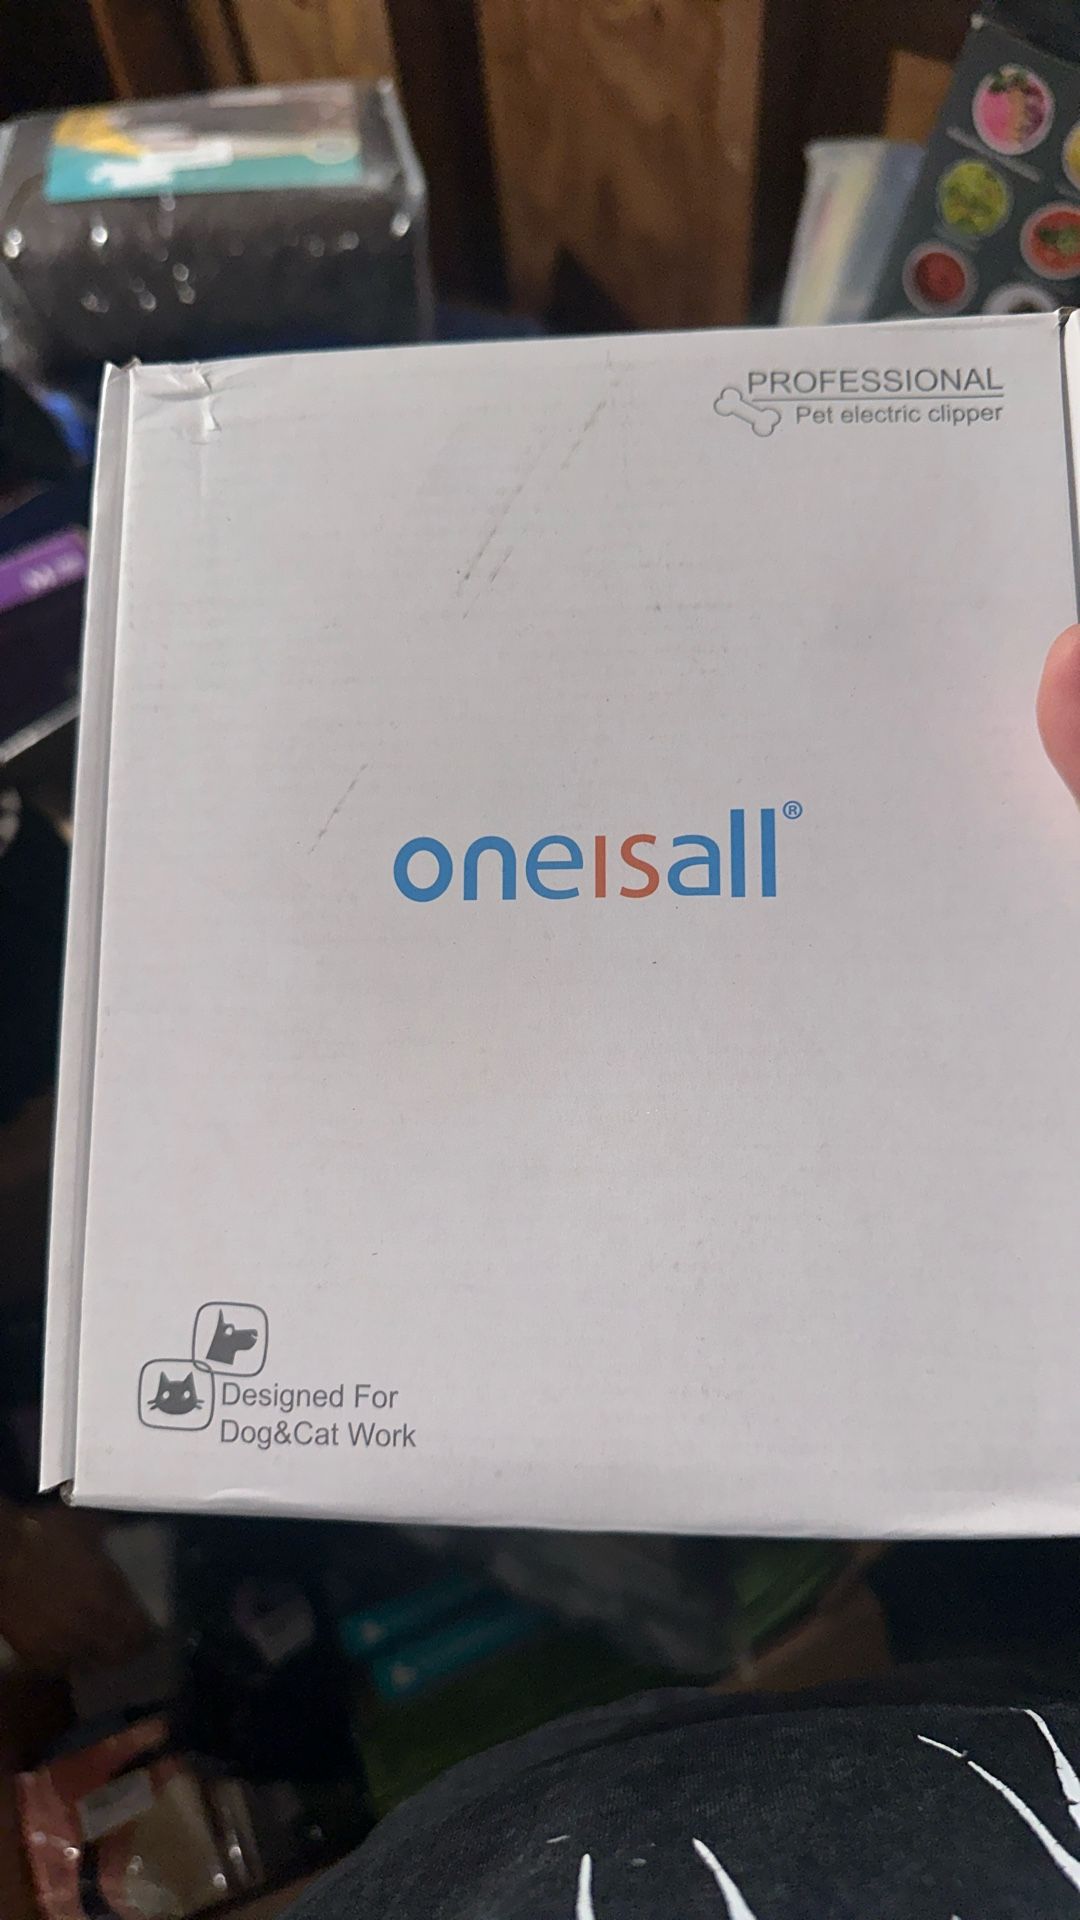 PROFESSIONAL
Pet electric clipper
oneisall®
Designed For
Dog&Cat Work